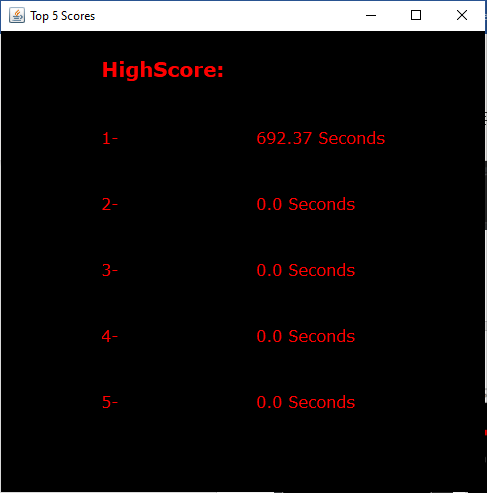 Top 5 Scores
HighScore:
1- 692.37 Seconds
2- 0.0 Seconds
3- 0.0 Seconds
4- 0.0 Seconds
5- 0.0 Seconds